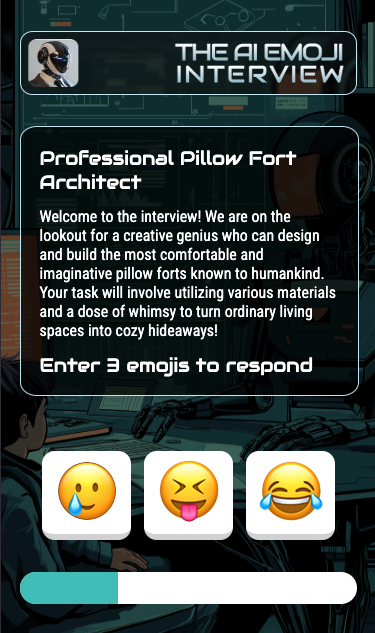 THE AI EMOJI
INTERVIEW
Professional Pillow Fort
Architect
Welcome to the interview! We are on the
lookout for a creative genius who can design
and build the most comfortable and
imaginative pillow forts known to humankind.
Your task will involve utilizing various materials
and a dose of whimsy to turn ordinary living
spaces into cozy hideaways!
Enter 3 emojis to respond